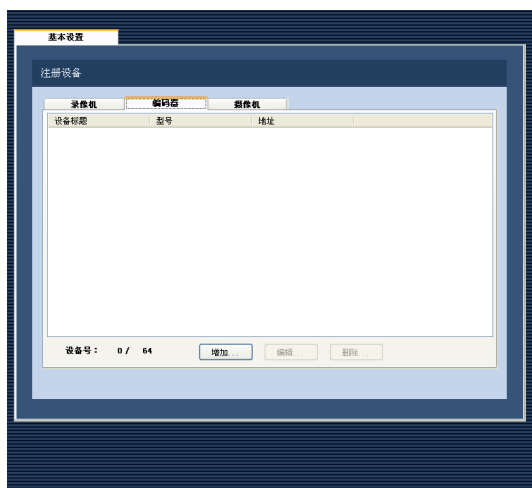 基本设置
注册设备
录像机 编码器 摄像机
设备标题 型号 地址
设备号： 0 / 64 增加... 编辑... 删除...